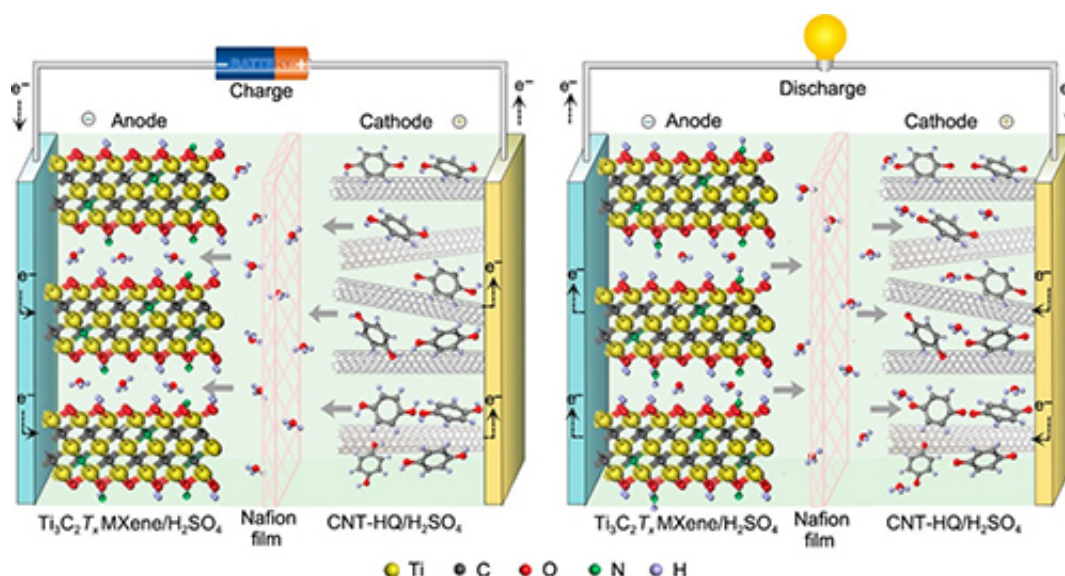 − BATTERY +
Charge
Discharge
e−
e−
e−
e
− Anode
Cathode +
− Anode
Cathode +
e−
e−
e−
e−
e−
e−
e−
e−
Ti₃C₂Tₓ MXene/H₂SO₄
Nafion
film
CNT-HQ/H₂SO₄
Ti₃C₂Tₓ MXene/H₂SO₄
Nafion
film
CNT-HQ/H₂SO₄
Ti C O N H